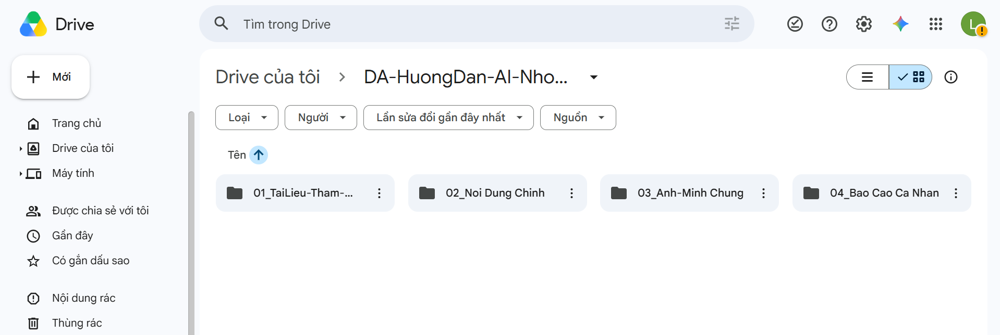 Drive
Tìm trong Drive
L
Mới
Drive của tôi
DA-HuongDan-AI-Nho...
Loại
Người
Lần sửa đổi gần đây nhất
Nguồn
Trang chủ
Drive của tôi
Máy tính
Được chia sẻ với tôi
Gần đây
Có gắn dấu sao
Nội dung rác
Thùng rác
Tên
01_TaiLieu-Tham-...
02_Noi Dung Chinh
03_Anh-Minh Chung
04_Bao Cao Ca Nhan